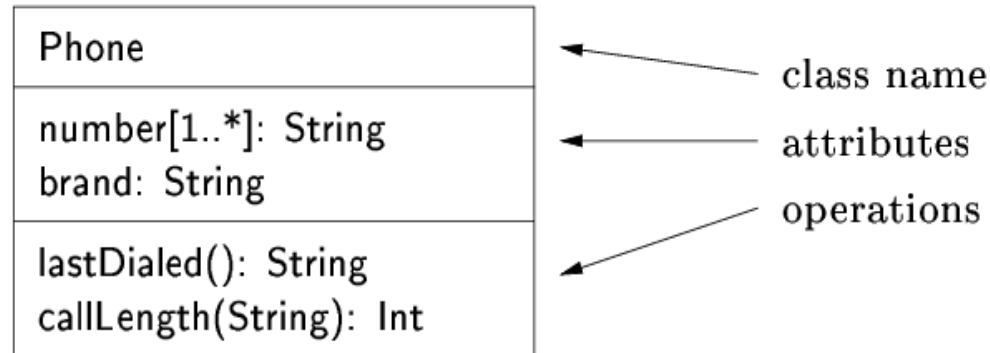 Phone
number[1..*]: String
brand: String
lastDialed(): String
callLength(String): Int
class name
attributes
operations